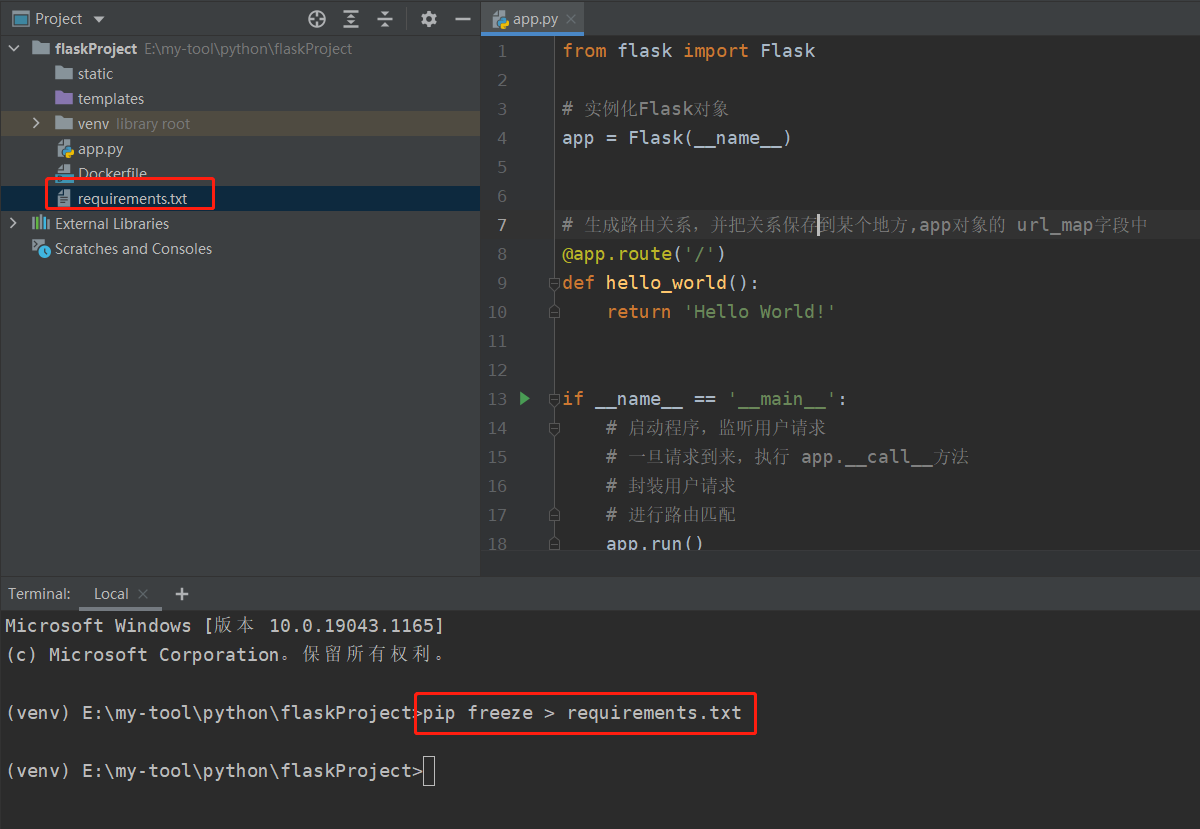 Project
flaskProject E:\my-tool\python\flaskProject
static
templates
venv library root
app.py
Dockerfile
requirements.txt
External Libraries
Scratches and Consoles
app.py
1 from flask import Flask
2
3 # 实例化Flask对象
4 app = Flask(__name__)
5
6
7 # 生成路由关系，并把关系保存到某个地方,app对象的 url_map字段中
8 @app.route('/')
9 def hello_world():
10 return 'Hello World!'
11
12
13 if __name__ == '__main__':
14 # 启动程序，监听用户请求
15 # 一旦请求到来，执行 app.__call__方法
16 # 封装用户请求
17 # 进行路由匹配
18 app.run()
Terminal: Local
Microsoft Windows [版本 10.0.19043.1165]
(c) Microsoft Corporation。保留所有权利。
(venv) E:\my-tool\python\flaskProject>pip freeze > requirements.txt
(venv) E:\my-tool\python\flaskProject>